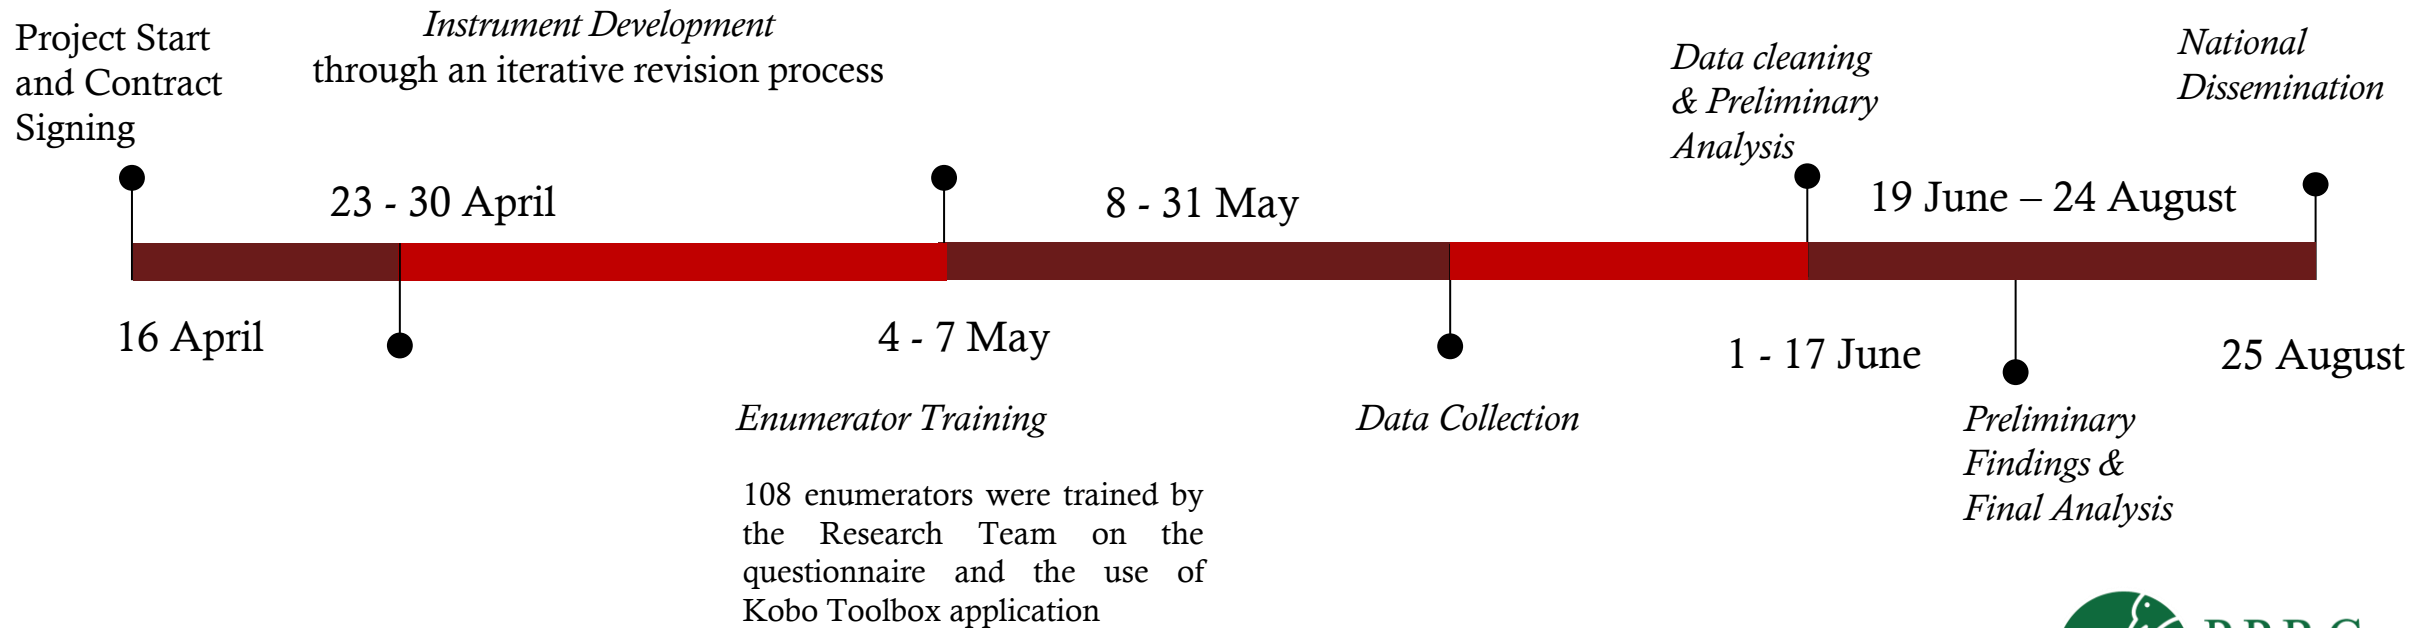 Project Start
and Contract
Signing
Instrument Development
through an iterative revision process
Data cleaning
& Preliminary
Analysis
National
Dissemination
23 - 30 April
8 - 31 May
19 June – 24 August
16 April
4 - 7 May
1 - 17 June
25 August
Enumerator Training
Data Collection
Preliminary
Findings &
Final Analysis
108 enumerators were trained by
the Research Team on the
questionnaire and the use of
Kobo Toolbox application